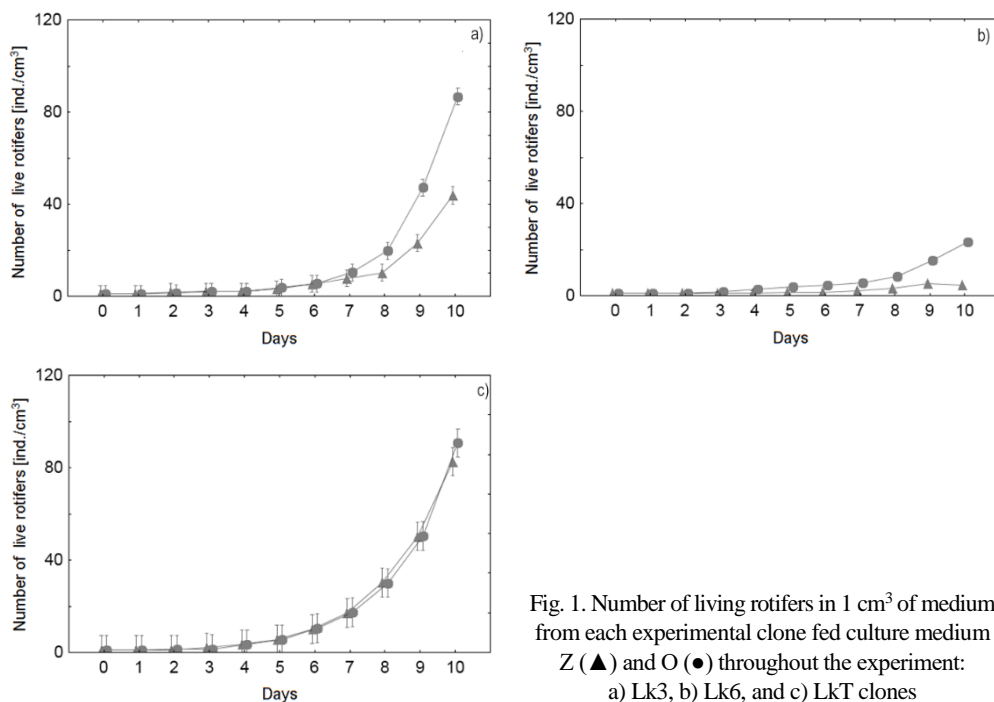 a)
Number of live rotifers [ind./cm³]
120
80
40
0
0 1 2 3 4 5 6 7 8 9 10
Days
b)
Number of live rotifers [ind./cm³]
120
80
40
0
0 1 2 3 4 5 6 7 8 9 10
Days
c)
Number of live rotifers [ind./cm³]
120
80
40
0
0 1 2 3 4 5 6 7 8 9 10
Days
Fig. 1. Number of living rotifers in 1 cm³ of medium
from each experimental clone fed culture medium
Z (▲) and O (●) throughout the experiment:
a) Lk3, b) Lk6, and c) LkT clones